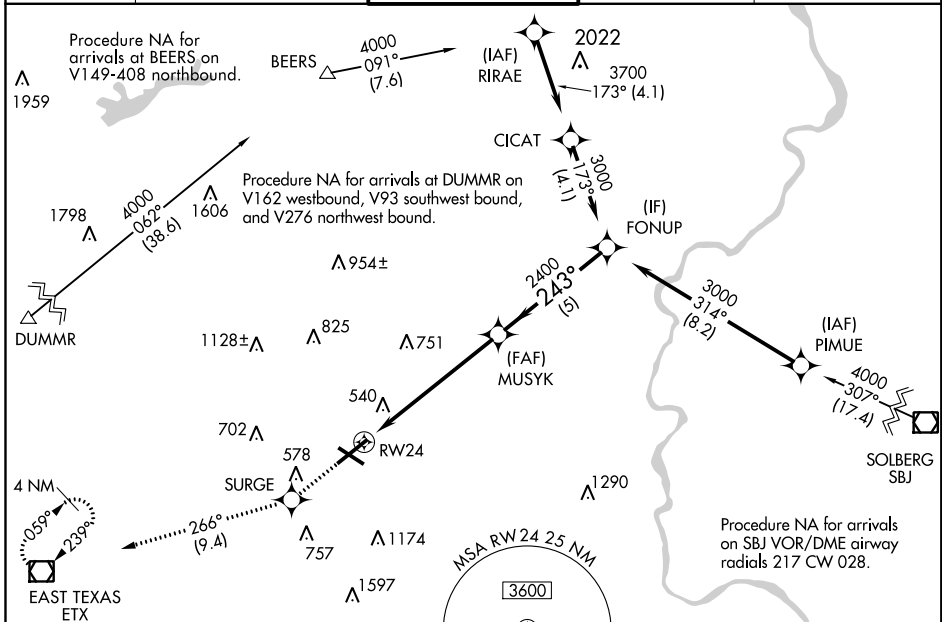 Procedure NA for
arrivals at BEERS on
V149-408 northbound.
1959
BEERS
4000
091°
(7.6)
(IAF)
RIRAE
2022
3700
173° (4.1)
CICAT
3000
173°
(4.1)
4000
062°
(38.6)
1606
1798
DUMMR
Procedure NA for arrivals at DUMMR on
V162 westbound, V93 southwest bound,
and V276 northwest bound.
(IF)
FONUP
954±
2400
243°
(5)
3000
314°
(8.2)
1128±
825
751
(FAF)
MUSYK
(IAF)
PIMUE
4000
307°
(17.4)
SOLBERG
SBJ
540
702
RW24
578
SURGE
4 NM
059°
239°
266°
(9.4)
757
1174
1290
1597
EAST TEXAS
ETX
MSA RW24 25 NM
3600
Procedure NA for arrivals
on SBJ VOR/DME airway
radials 217 CW 028.